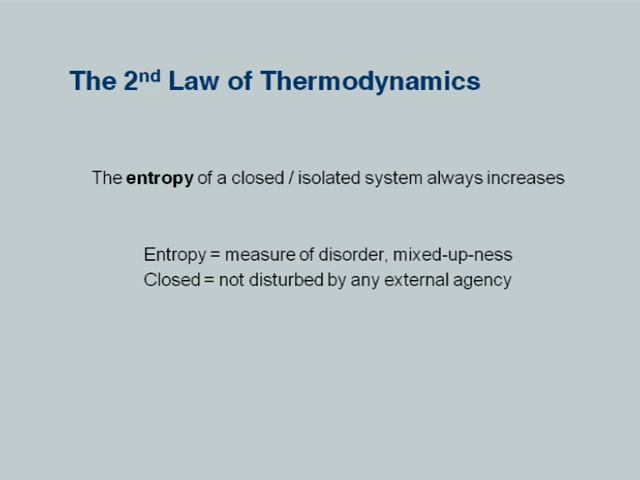 The 2nd Law of Thermodynamics
The entropy of a closed / isolated system always increases
Entropy = measure of disorder, mixed-up-ness
Closed = not disturbed by any external agency